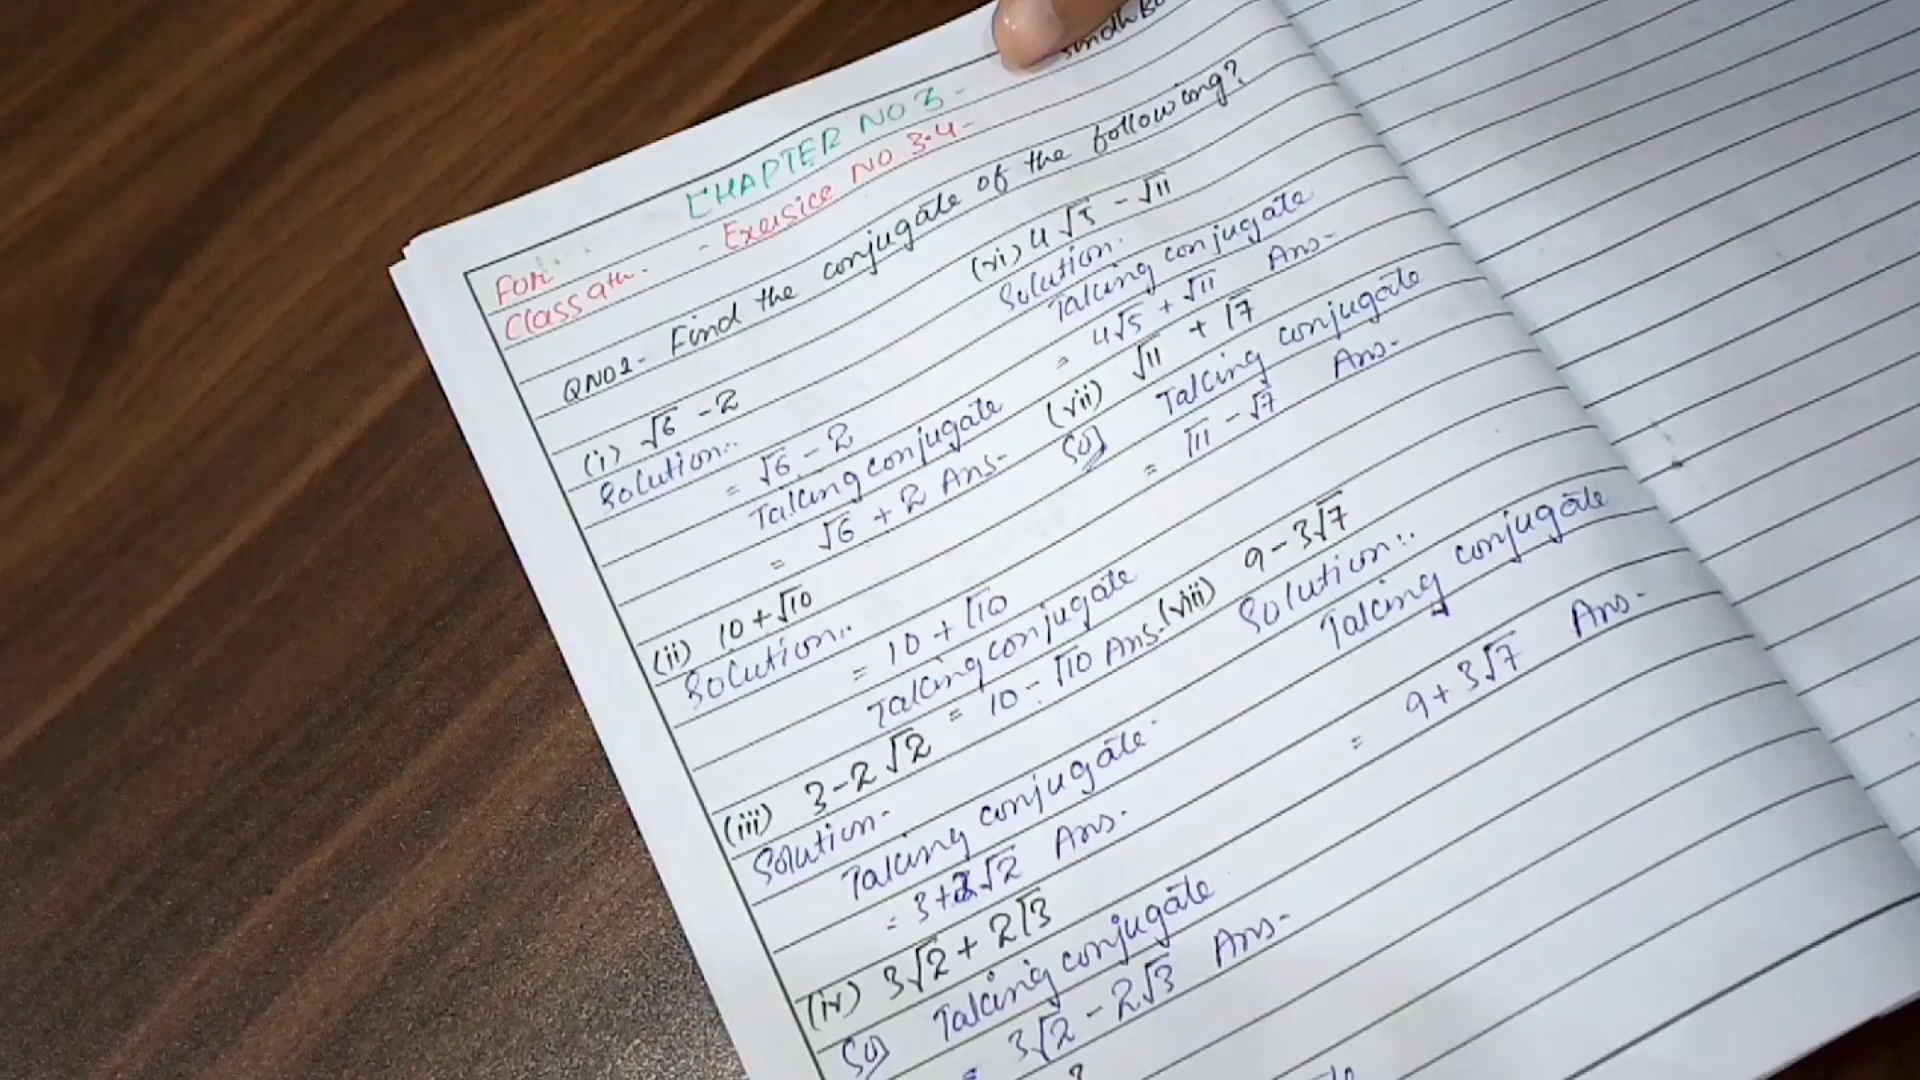 CHAPTER NO 3-
For
Class 9th.
- Exersice NO 3.4-
QNO1- Find the conjugate of the following?
(i) √6 - 2
Solution:.
= √6 - 2
Taking conjugate
= √6 + 2 Ans-
(ii) 10 + √10
Solution:.
= 10 + √10
Taking conjugate
= 10 - √10 Ans.
(iii) 3 - 2√2
Solution-
Taking conjugate.
= 3 + 2√2 Ans.
(iv) 3√2 + 2√3
Sol
Taking conjugate
= 3√2 - 2√3 Ans-
(vi) 4√5 - √11
Solution.
Taking conjugate
= 4√5 + √11 Ans-
(vii) √11 + √7
Sol
Taking conjugate
= √11 - √7 Ans-
(viii) 9 - 3√7
Solution:.
Taking conjugate
= 9 + 3√7 Ans-